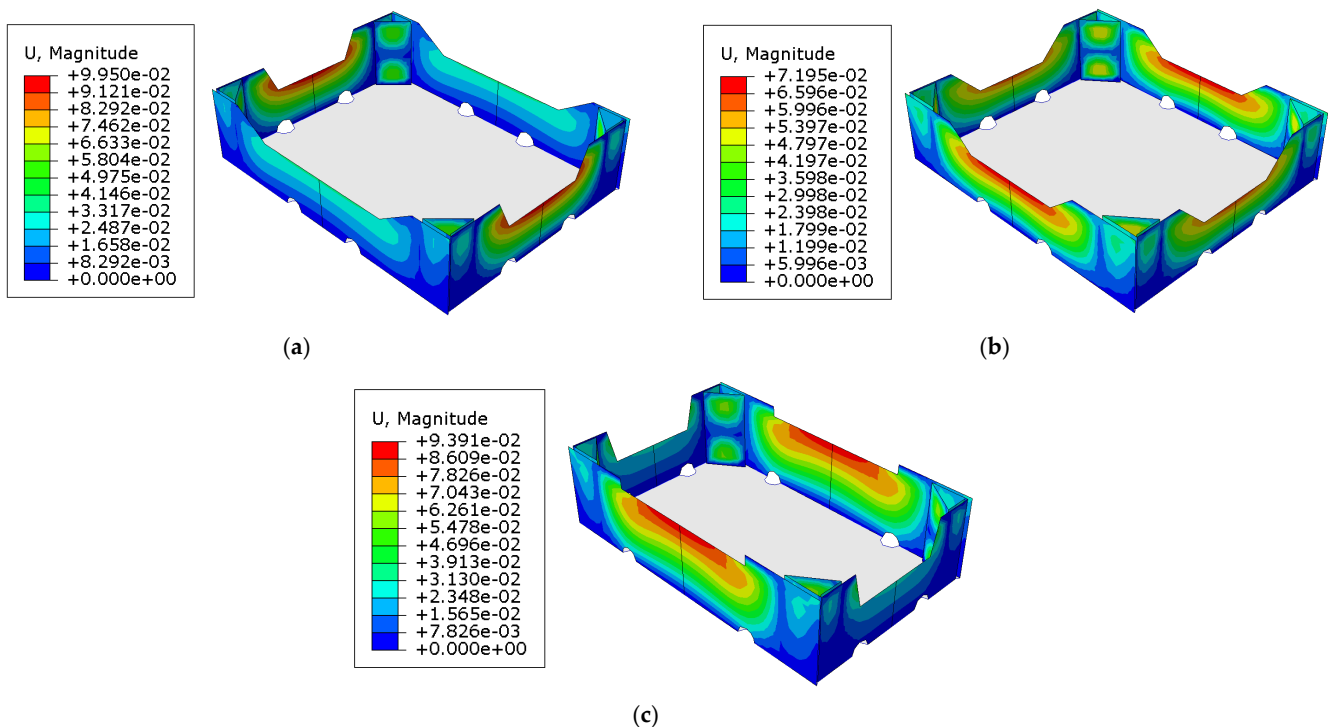 U, Magnitude
+9.950e-02
+9.121e-02
+8.292e-02
+7.462e-02
+6.633e-02
+5.804e-02
+4.975e-02
+4.146e-02
+3.317e-02
+2.487e-02
+1.658e-02
+8.292e-03
+0.000e+00
(a)
U, Magnitude
+7.195e-02
+6.596e-02
+5.996e-02
+5.397e-02
+4.797e-02
+4.197e-02
+3.598e-02
+2.998e-02
+2.398e-02
+1.799e-02
+1.199e-02
+5.996e-03
+0.000e+00
(b)
U, Magnitude
+9.391e-02
+8.609e-02
+7.826e-02
+7.043e-02
+6.261e-02
+5.478e-02
+4.696e-02
+3.913e-02
+3.130e-02
+2.348e-02
+1.565e-02
+7.826e-03
+0.000e+00
(c)